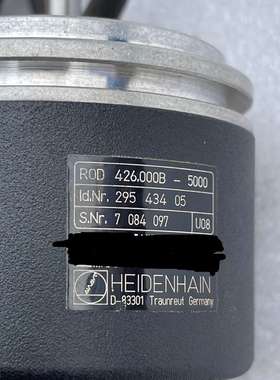 ROD 426.000B - 5000
Id.Nr. 295 434 05
S.Nr. 7 084 097 U08
HEIDENHAIN
D-83301 Traunreut Germany